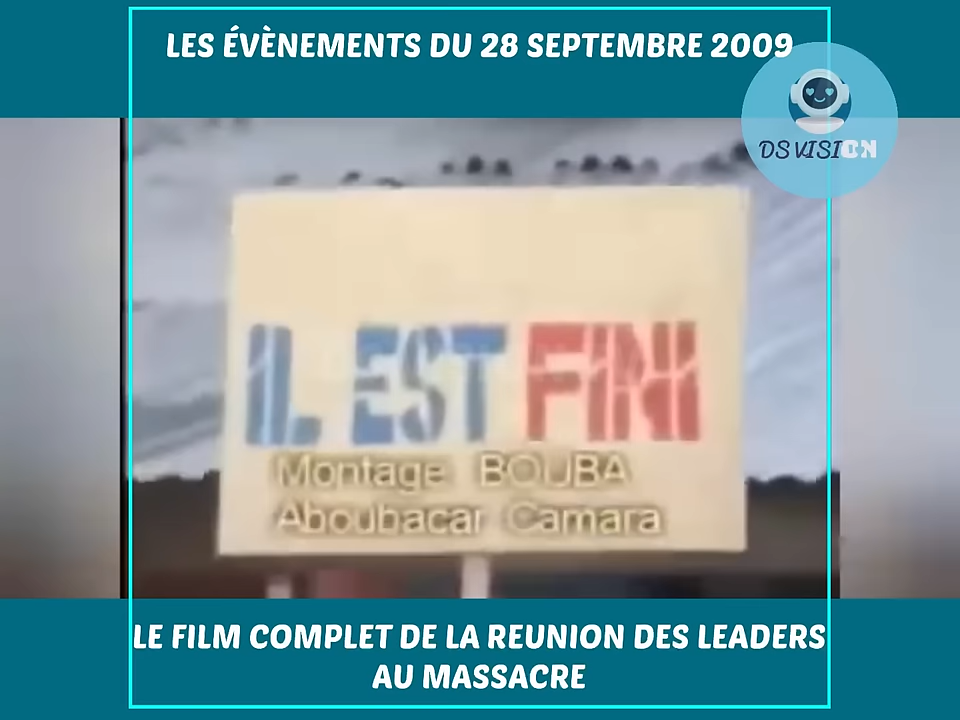 LES ÉVÈNEMENTS DU 28 SEPTEMBRE 2009
DS VISION
IL EST FINI
Montage BOUBA
Aboubacar Camara
LE FILM COMPLET DE LA REUNION DES LEADERS
AU MASSACRE